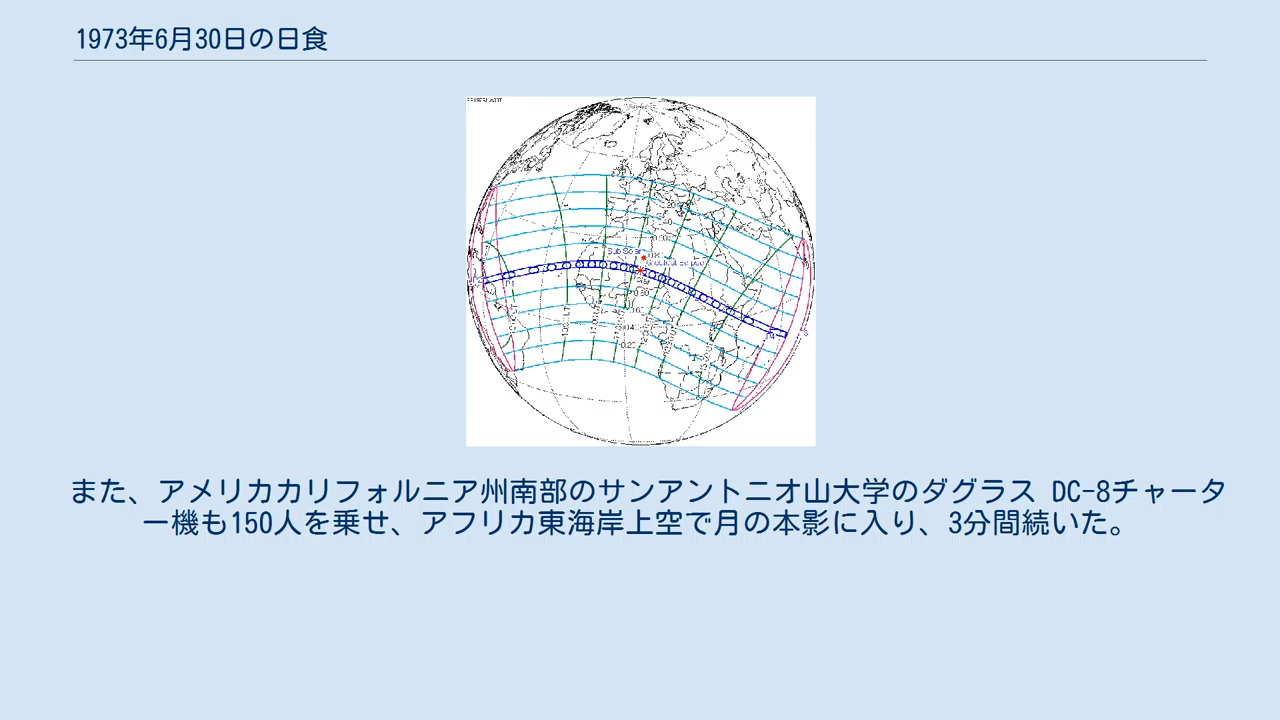 1973年6月30日の日食
Sub Solar
Greatest Eclipse
また、アメリカカリフォルニア州南部のサンアントニオ山大学のダグラス DC-8チャータ
ー機も150人を乗せ、アフリカ東海岸上空で月の本影に入り、3分間続いた。